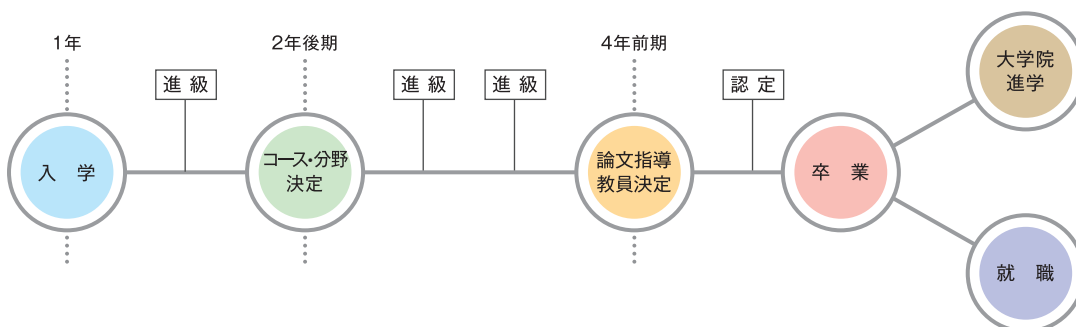 1年
2年後期
4年前期
進級
進級
進級
認定
入学
コース・分野
決定
論文指導
教員決定
卒業
大学院
進学
就職